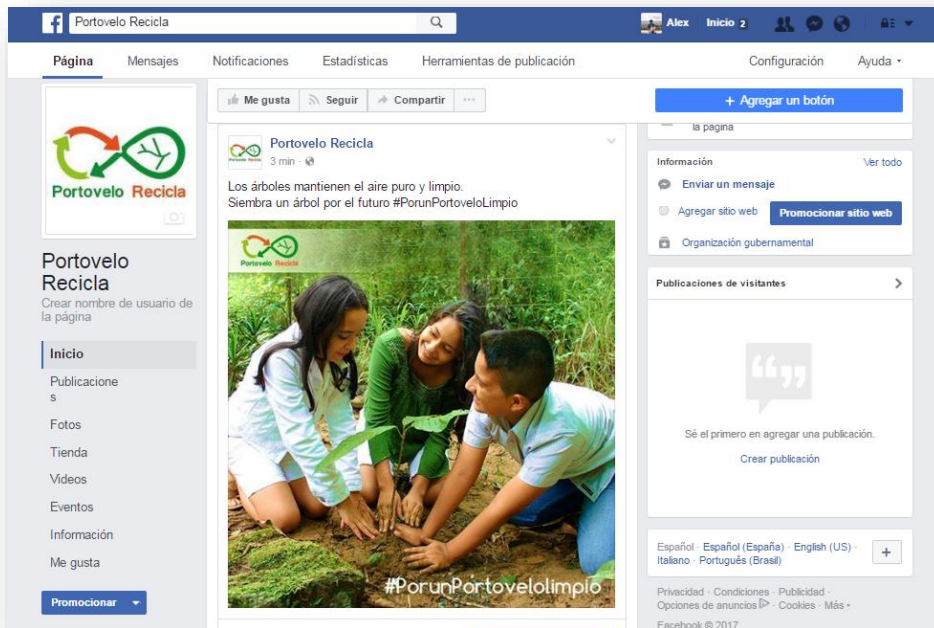 Portovelo Recicla
Alex Inicio 2
Página Mensajes Notificaciones Estadísticas Herramientas de publicación Configuración Ayuda
Portovelo Recicla
Portovelo
Recicla
Crear nombre de usuario de
la página
Inicio
Publicacione
s
Fotos
Tienda
Videos
Eventos
Información
Me gusta
Promocionar
Me gusta Seguir Compartir ...
+ Agregar un botón
Portovelo Recicla
3 min ·
Los árboles mantienen el aire puro y limpio.
Siembra un árbol por el futuro #PorunPortoveloLimpio
Portovelo Recicla
#PorunPortovelolimpio
la página
Información Ver todo
Enviar un mensaje
Agregar sitio web Promocionar sitio web
Organización gubernamental
Publicaciones de visitantes
Sé el primero en agregar una publicación.
Crear publicación
Español · Español (España) · English (US) ·
Italiano · Português (Brasil)
+
Privacidad · Condiciones · Publicidad ·
Opciones de anuncios · Cookies · Más
Facebook © 2017